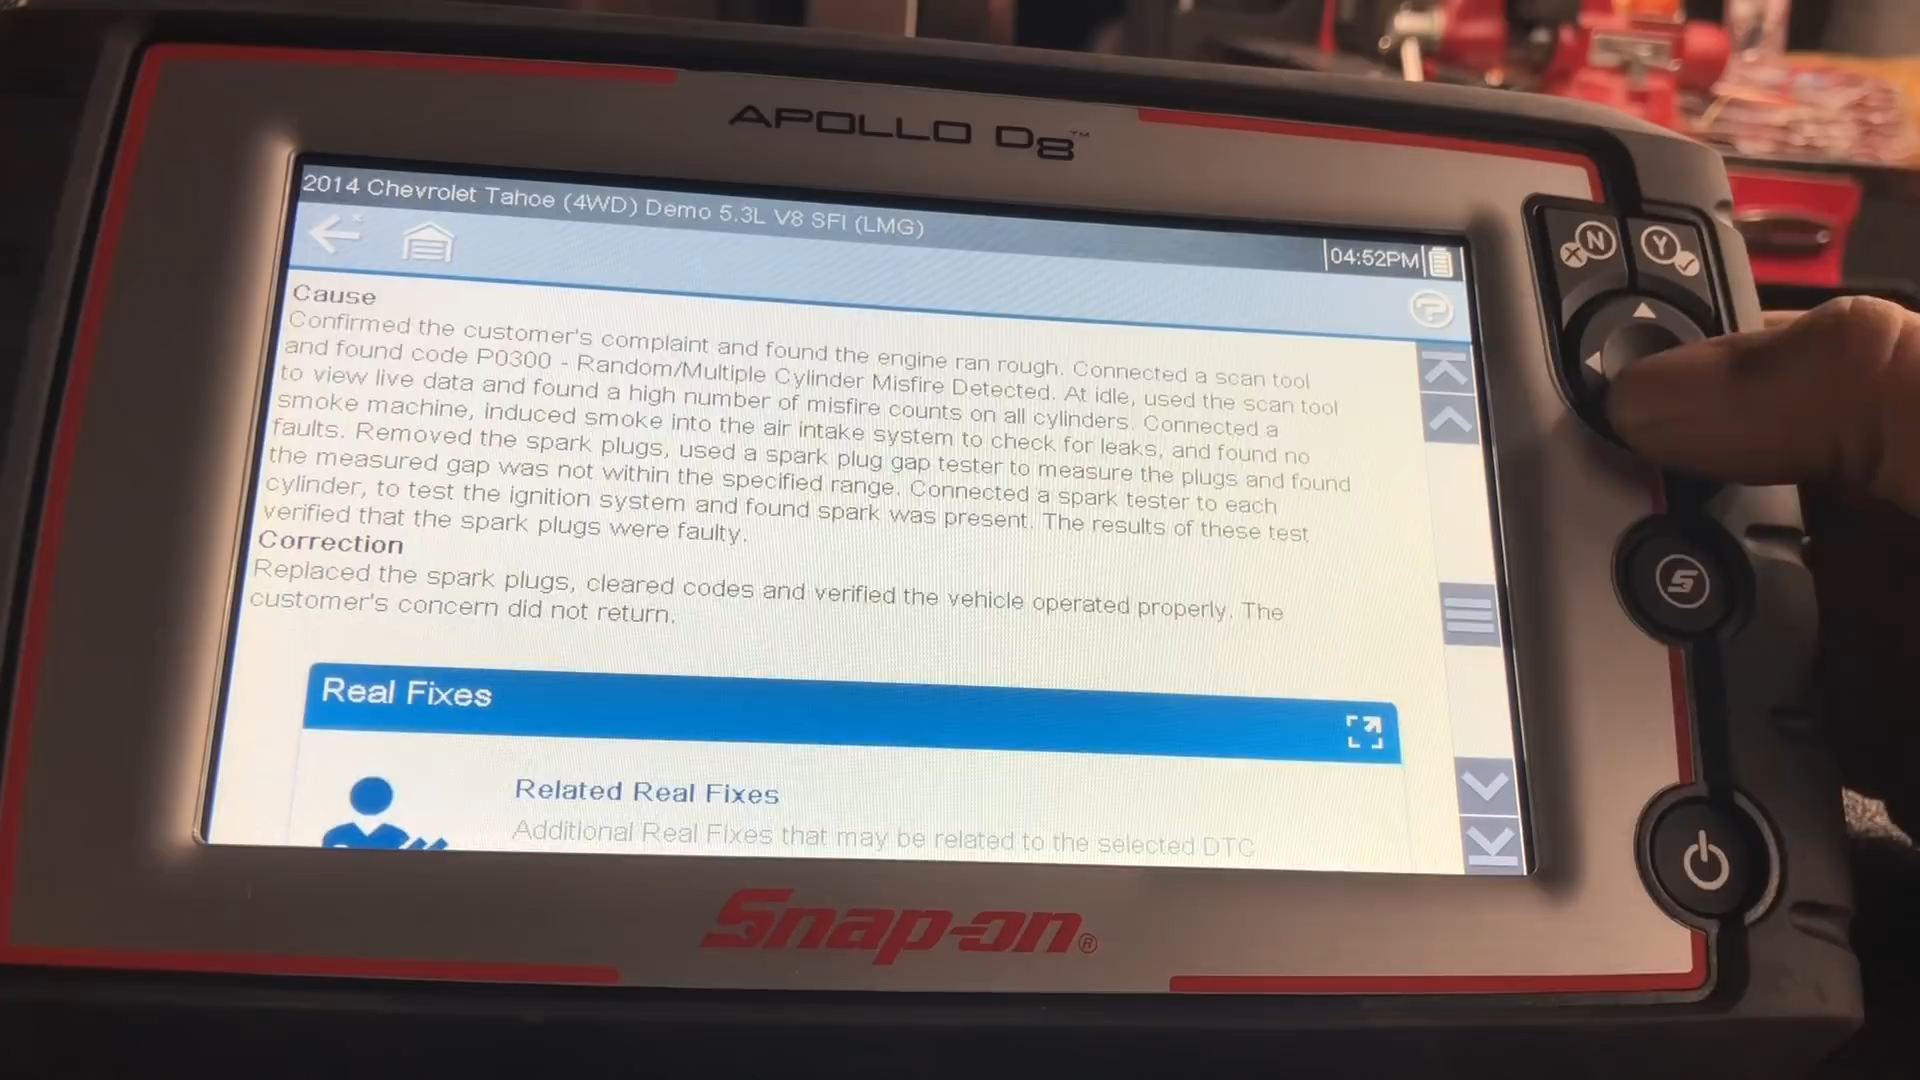 APOLLO D8™
2014 Chevrolet Tahoe (4WD) Demo 5.3L V8 SFI (LMG)
04:52PM
N
Y
Cause
Confirmed the customer's complaint and found the engine ran rough. Connected a scan tool
and found code P0300 - Random/Multiple Cylinder Misfire Detected. At idle, used the scan tool
to view live data and found a high number of misfire counts on all cylinders. Connected a
smoke machine, induced smoke into the air intake system to check for leaks, and found no
faults. Removed the spark plugs, used a spark plug gap tester to measure the plugs and found
the measured gap was not within the specified range. Connected a spark tester to each
cylinder, to test the ignition system and found spark was present. The results of these test
verified that the spark plugs were faulty.
Correction
Replaced the spark plugs, cleared codes and verified the vehicle operated properly. The
customer's concern did not return.
S
Real Fixes
Related Real Fixes
Additional Real Fixes that may be related to the selected DTC
Snap-on®